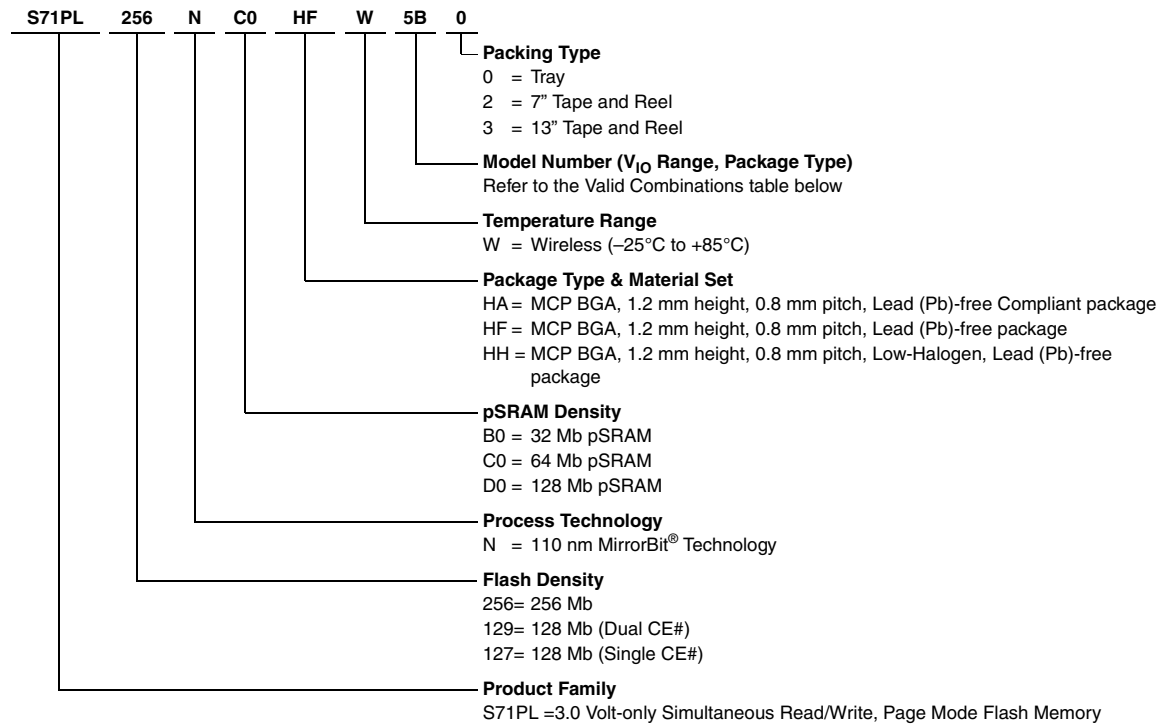 S71PL 256 N C0 HF W 5B 0
Packing Type
0 = Tray
2 = 7” Tape and Reel
3 = 13” Tape and Reel
Model Number (VIO Range, Package Type)
Refer to the Valid Combinations table below
Temperature Range
W = Wireless (–25°C to +85°C)
Package Type & Material Set
HA = MCP BGA, 1.2 mm height, 0.8 mm pitch, Lead (Pb)-free Compliant package
HF = MCP BGA, 1.2 mm height, 0.8 mm pitch, Lead (Pb)-free package
HH = MCP BGA, 1.2 mm height, 0.8 mm pitch, Low-Halogen, Lead (Pb)-free
package
pSRAM Density
B0 = 32 Mb pSRAM
C0 = 64 Mb pSRAM
D0 = 128 Mb pSRAM
Process Technology
N = 110 nm MirrorBit® Technology
Flash Density
256= 256 Mb
129= 128 Mb (Dual CE#)
127= 128 Mb (Single CE#)
Product Family
S71PL =3.0 Volt-only Simultaneous Read/Write, Page Mode Flash Memory